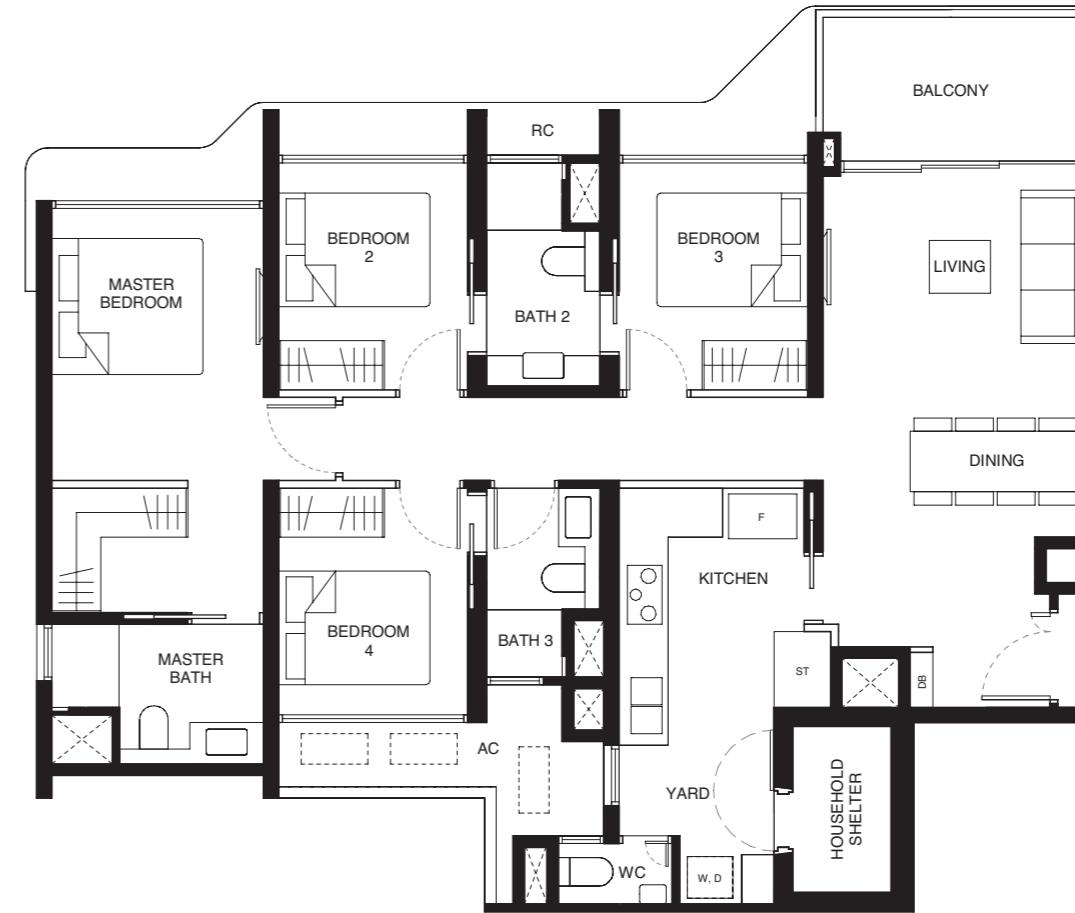 BALCONY
RC
BEDROOM
2
BEDROOM
3
MASTER
BEDROOM
LIVING
BATH 2
DINING
F
KITCHEN
BEDROOM
4
BATH 3
MASTER
BATH
ST
DB
AC
YARD
HOUSEHOLD
SHELTER
WC
W, D